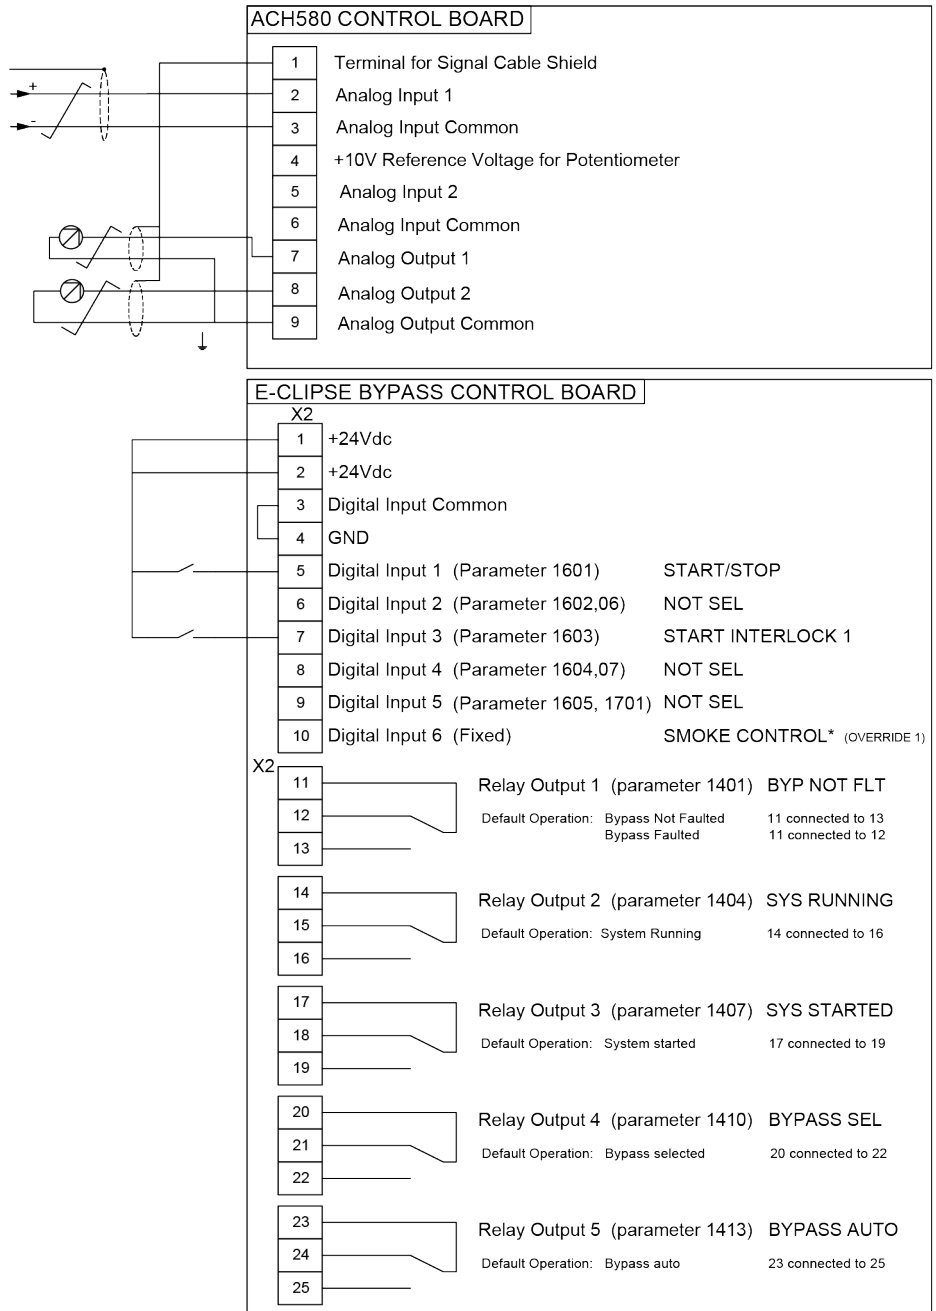 ACH580 CONTROL BOARD
1 Terminal for Signal Cable Shield
+ 2 Analog Input 1
- 3 Analog Input Common
4 +10V Reference Voltage for Potentiometer
5 Analog Input 2
6 Analog Input Common
7 Analog Output 1
8 Analog Output 2
9 Analog Output Common
E-CLIPSE BYPASS CONTROL BOARD
X2
1 +24Vdc
2 +24Vdc
3 Digital Input Common
4 GND
5 Digital Input 1 (Parameter 1601) START/STOP
6 Digital Input 2 (Parameter 1602,06) NOT SEL
7 Digital Input 3 (Parameter 1603) START INTERLOCK 1
8 Digital Input 4 (Parameter 1604,07) NOT SEL
9 Digital Input 5 (Parameter 1605, 1701) NOT SEL
10 Digital Input 6 (Fixed) SMOKE CONTROL* (OVERRIDE 1)
X2
11 Relay Output 1 (parameter 1401) BYP NOT FLT
12 Default Operation: Bypass Not Faulted 11 connected to 13
Bypass Faulted 11 connected to 12
13
14 Relay Output 2 (parameter 1404) SYS RUNNING
15 Default Operation: System Running 14 connected to 16
16
17 Relay Output 3 (parameter 1407) SYS STARTED
18 Default Operation: System started 17 connected to 19
19
20 Relay Output 4 (parameter 1410) BYPASS SEL
21 Default Operation: Bypass selected 20 connected to 22
22
23 Relay Output 5 (parameter 1413) BYPASS AUTO
24 Default Operation: Bypass auto 23 connected to 25
25